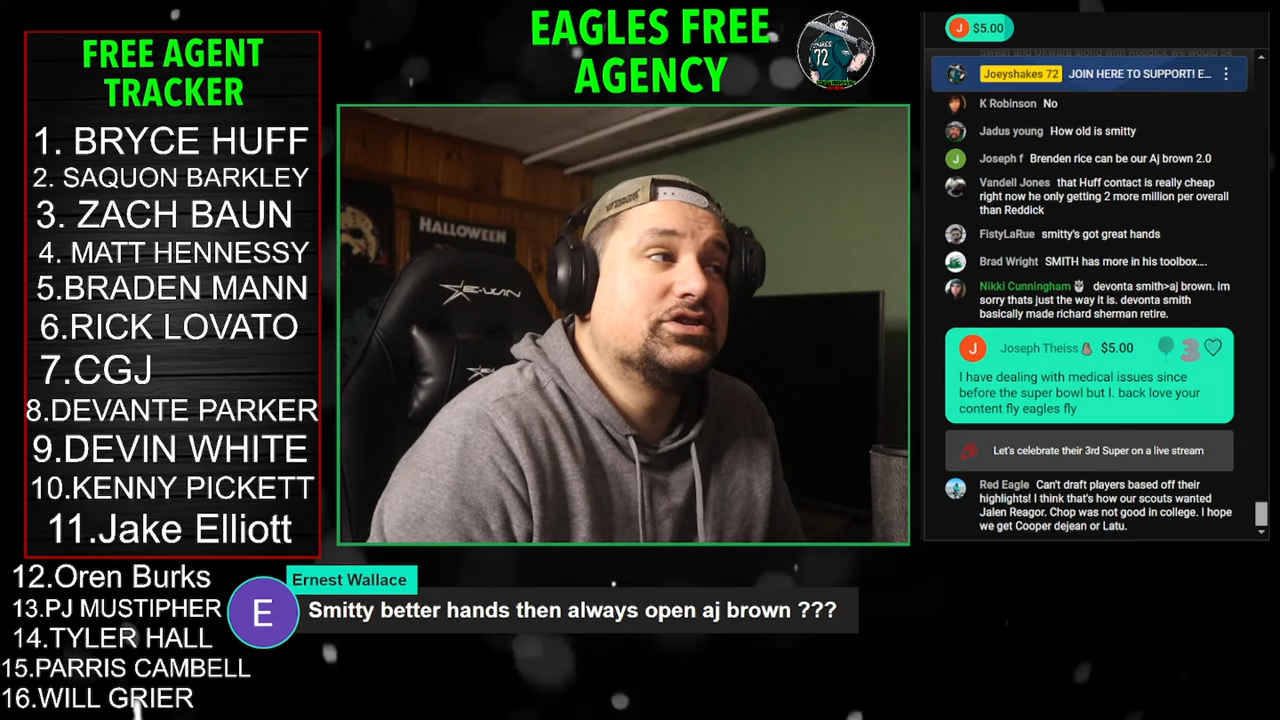 FREE AGENT
TRACKER
1. BRYCE HUFF
2. SAQUON BARKLEY
3. ZACH BAUN
4. MATT HENNESSY
5.BRADEN MANN
6.RICK LOVATO
7.CGJ
8.DEVANTE PARKER
9.DEVIN WHITE
10.KENNY PICKETT
11.Jake Elliott
12.Oren Burks
13.PJ MUSTIPHER
14.TYLER HALL
15.PARRIS CAMBELL
16.WILL GRIER
EAGLES FREE
AGENCY
72
HALLOWEEN
E-WIN
Ernest Wallace
E
Smitty better hands then always open aj brown ???
J $5.00
Joeyshakes 72 JOIN HERE TO SUPPORT! E...
K Robinson No
Jadus young How old is smitty
J Joseph f Brenden rice can be our Aj brown 2.0
Vandell Jones that Huff contact is really cheap
right now he only getting 2 more million per overall
than Reddick
FistyLaRue smitty's got great hands
Brad Wright SMITH has more in his toolbox....
Nikki Cunningham devonta smith>aj brown. im
sorry thats just the way it is. devonta smith
basically made richard sherman retire.
J Joseph Theiss $5.00 3
I have dealing with medical issues since
before the super bowl but I. back love your
content fly eagles fly
Let's celebrate their 3rd Super on a live stream
Red Eagle Can't draft players based off their
highlights! I think that's how our scouts wanted
Jalen Reagor. Chop was not good in college. I hope
we get Cooper dejean or Latu.